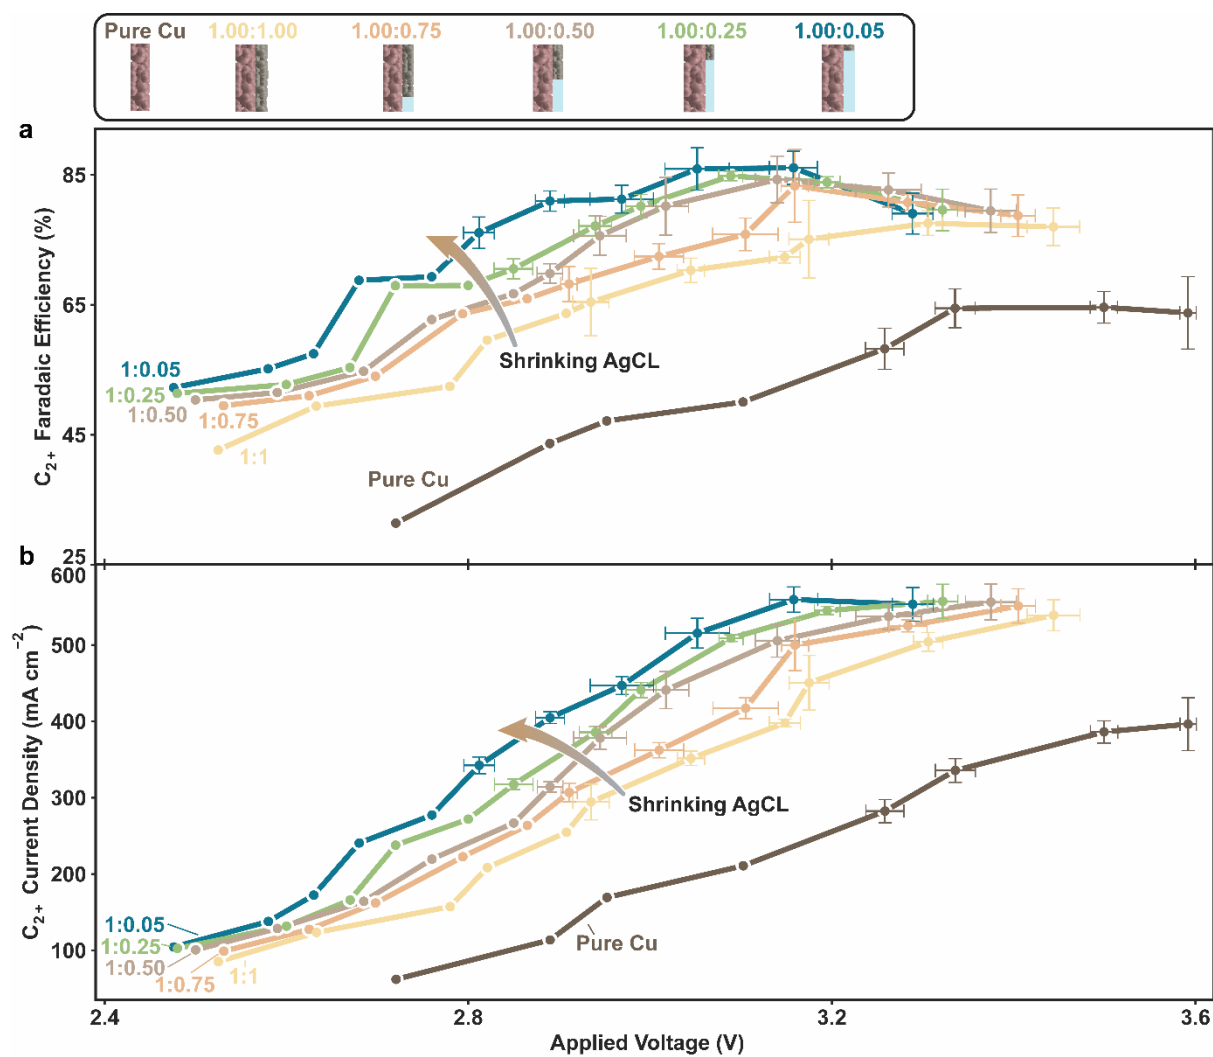 Pure Cu 1.00:1.00 1.00:0.75 1.00:0.50 1.00:0.25 1.00:0.05
a
85
65
45
25
C2+ Faradaic Efficiency (%)
1:0.05
1:0.25
1:0.50
1:0.75
1:1
Shrinking AgCL
Pure Cu
b
600
500
400
300
200
100
C2+ Current Density (mA cm−2)
Shrinking AgCL
1:0.05
1:0.25
1:0.50
1:0.75
1:1
Pure Cu
2.4 2.8 3.2 3.6
Applied Voltage (V)